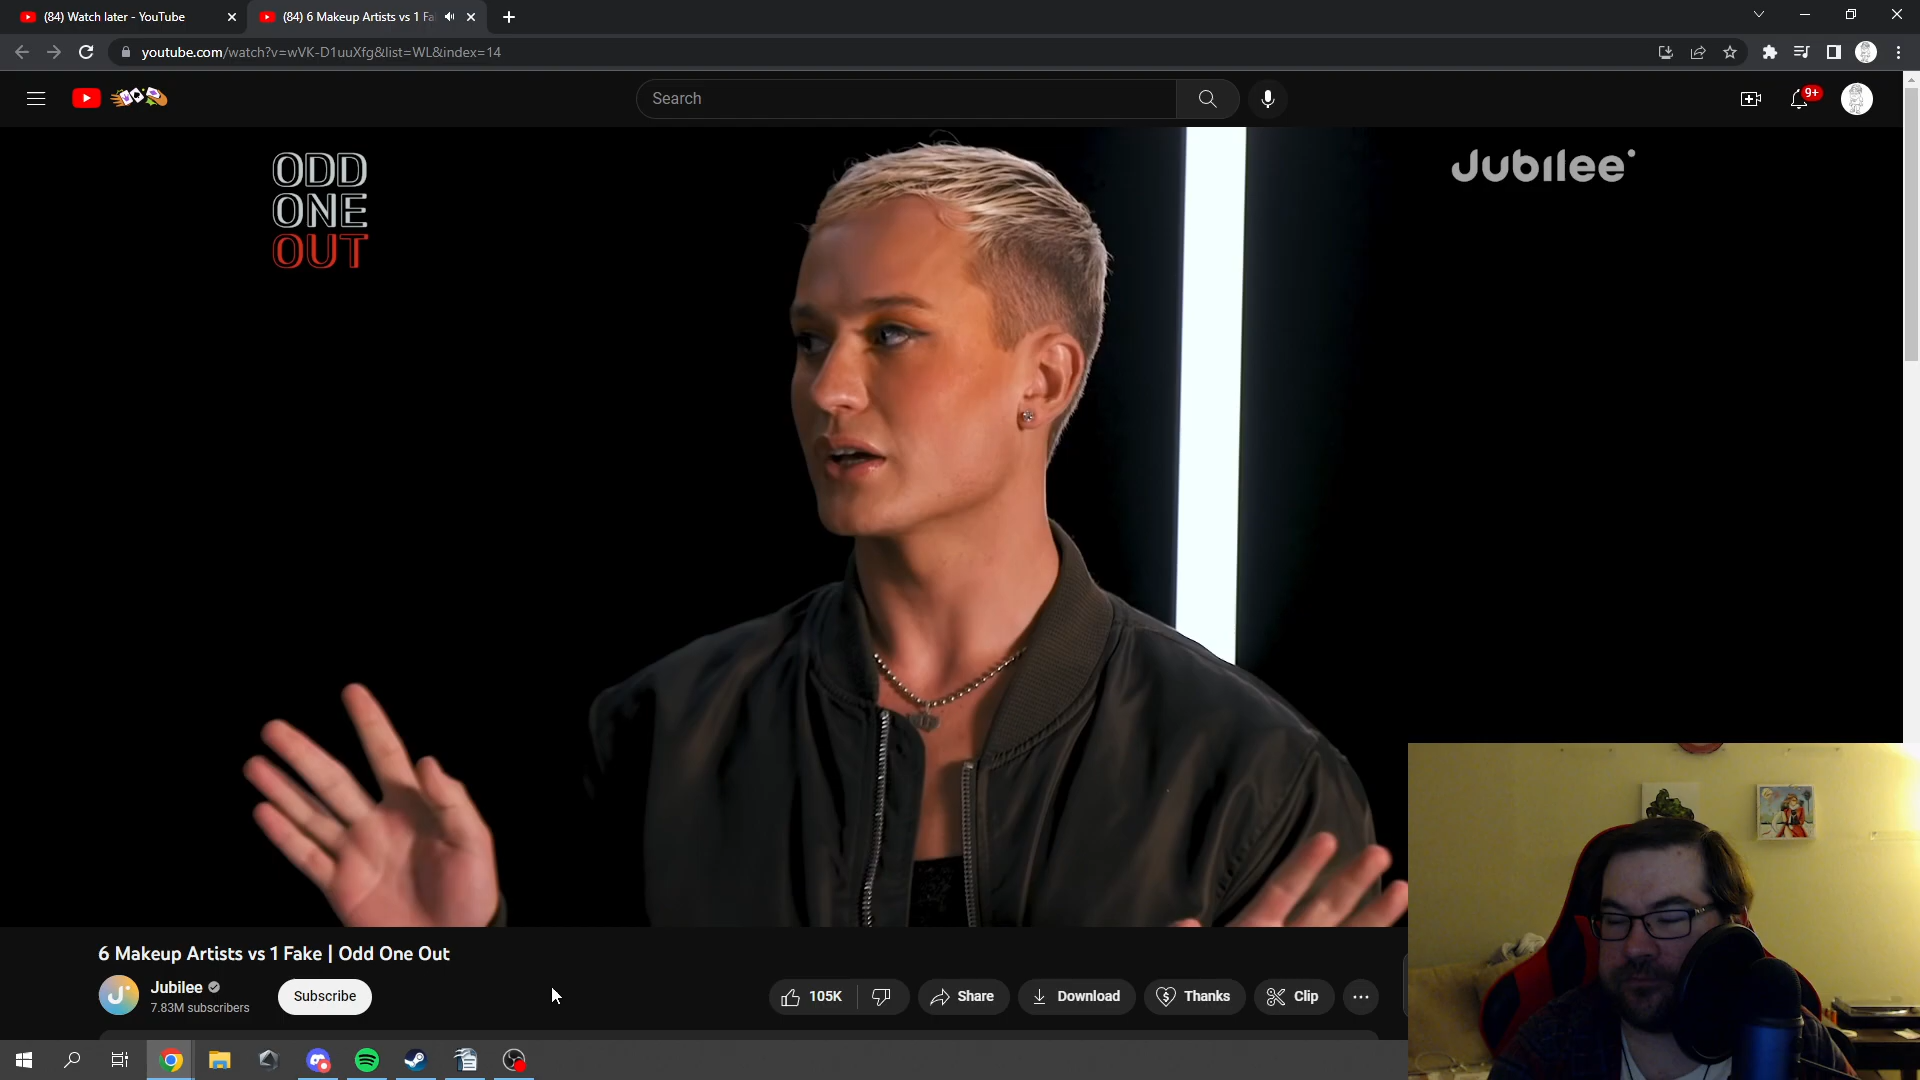 (84) Watch later - YouTube
(84) 6 Makeup Artists vs 1 Fa
youtube.com/watch?v=wVK-D1uuXfg&list=WL&index=14
Search
9+
ODD
ONE
OUT
Jubilee
6 Makeup Artists vs 1 Fake | Odd One Out
Jubilee
7.83M subscribers
Subscribe
105K
Share
Download
Thanks
Clip